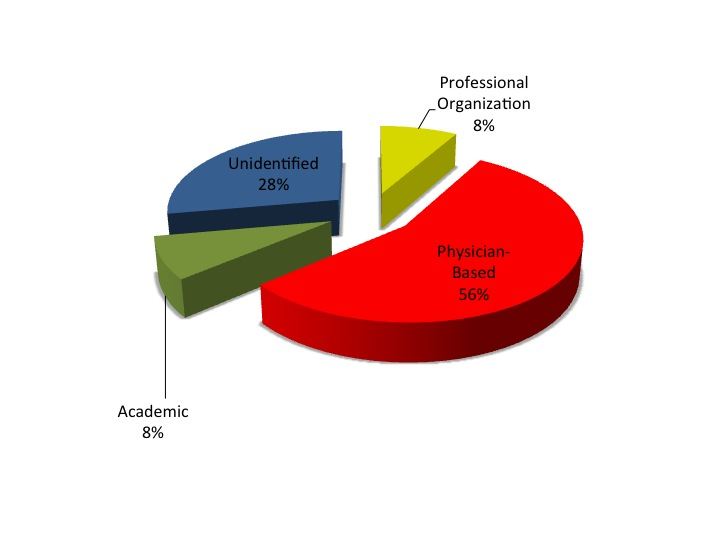 Professional
Organization
8%
Unidentified
28%
Physician-
Based
56%
Academic
8%